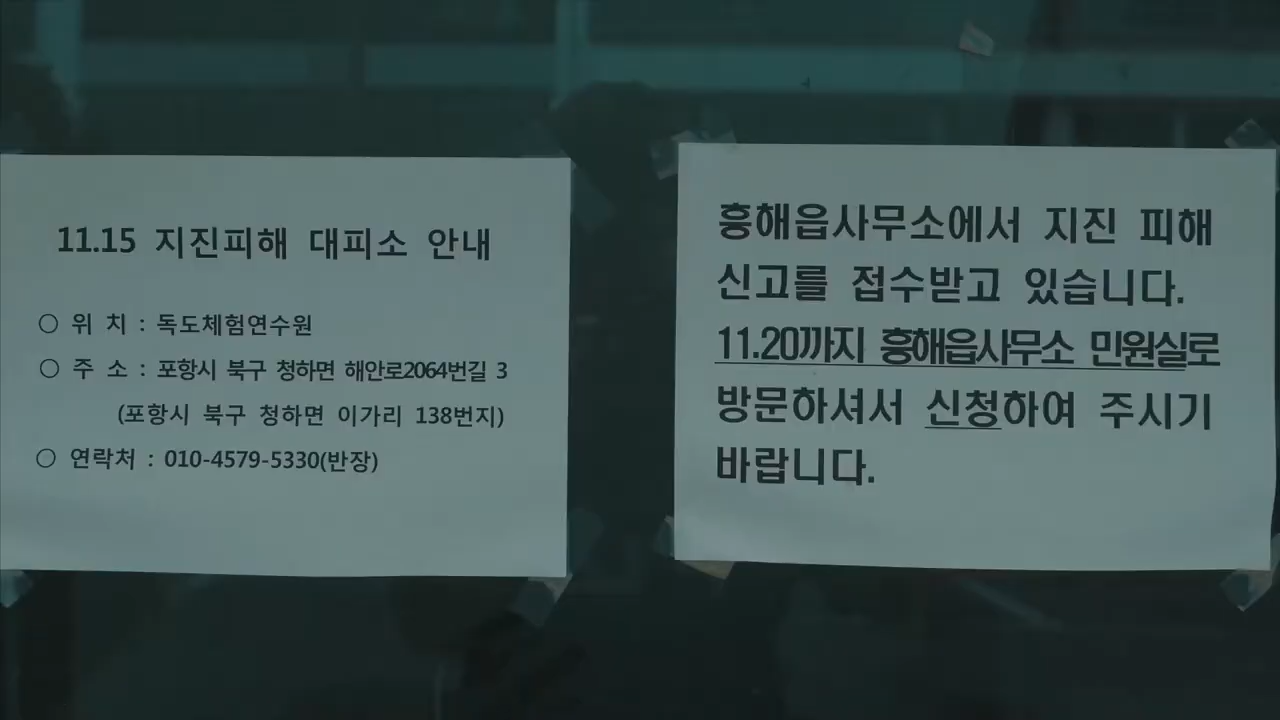 11.15 지진피해 대피소 안내
○ 위 치 : 독도체험연수원
○ 주 소 : 포항시 북구 청하면 해안로2064번길 3
(포항시 북구 청하면 이가리 138번지)
○ 연락처 : 010-4579-5330(반장)
흥해읍사무소에서 지진 피해
신고를 접수받고 있습니다.
11.20까지 흥해읍사무소 민원실로
방문하셔서 신청하여 주시기
바랍니다.